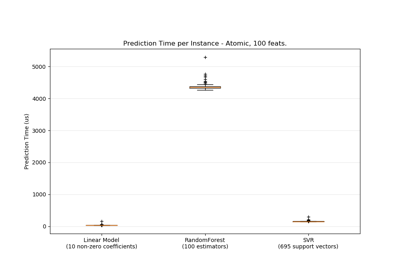 Prediction Time per Instance - Atomic, 100 feats.
Prediction Time (us)
5000
4000
3000
2000
1000
0
Linear Model
(10 non-zero coefficients)
RandomForest
(100 estimators)
SVR
(695 support vectors)